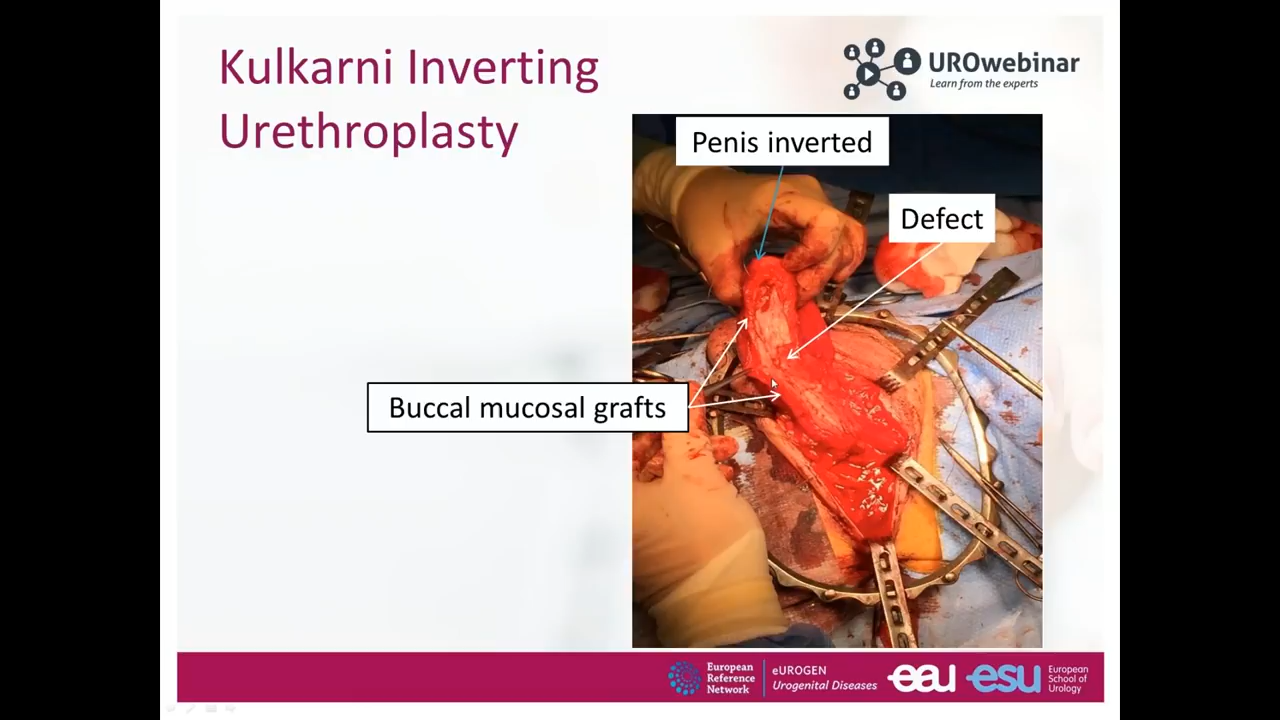 Kulkarni Inverting
Urethroplasty
UROwebinar
Learn from the experts
Penis inverted
Defect
Buccal mucosal grafts
European
Reference
Network
eUROGEN
Urogenital Diseases
eau
esu
European
School of
Urology